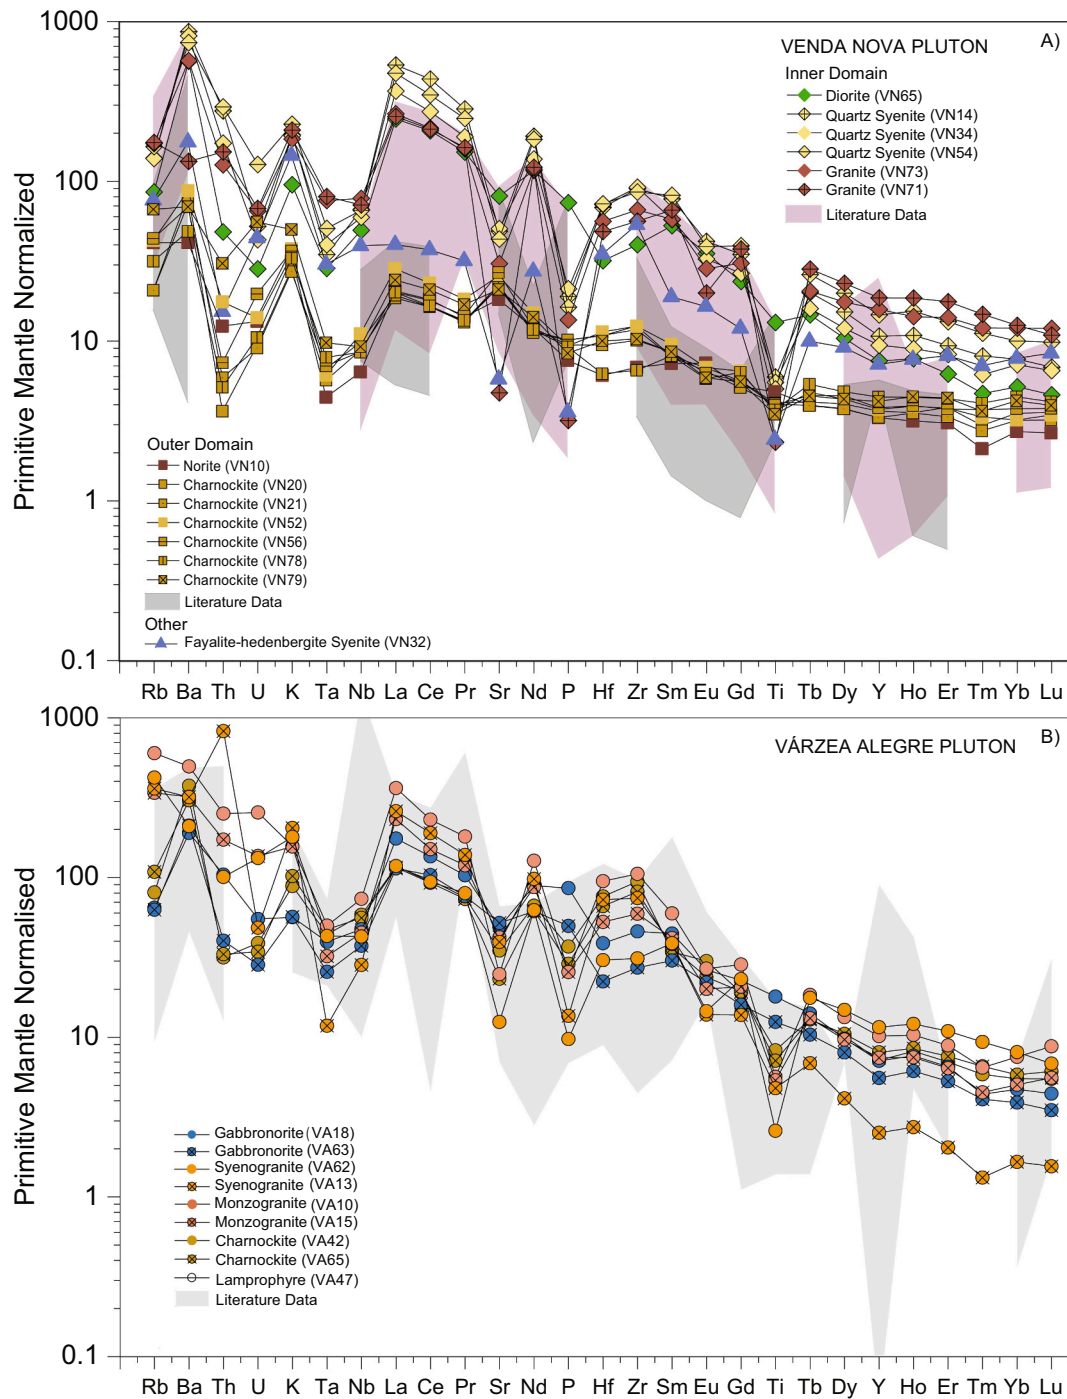 A)
VENDA NOVA PLUTON
Inner Domain
Diorite (VN65)
Quartz Syenite (VN14)
Quartz Syenite (VN34)
Quartz Syenite (VN54)
Granite (VN73)
Granite (VN71)
Literature Data
Primitive Mantle Normalized
1000
100
10
1
0.1
Outer Domain
Norite (VN10)
Charnockite (VN20)
Charnockite (VN21)
Charnockite (VN52)
Charnockite (VN56)
Charnockite (VN78)
Charnockite (VN79)
Literature Data
Other
Fayalite-hedenbergite Syenite (VN32)
Rb Ba Th U K Ta Nb La Ce Pr Sr Nd P Hf Zr Sm Eu Gd Ti Tb Dy Y Ho Er Tm Yb Lu
B)
VÁRZEA ALEGRE PLUTON
Primitive Mantle Normalised
1000
100
10
1
0.1
Gabbronorite (VA18)
Gabbronorite (VA63)
Syenogranite (VA62)
Syenogranite (VA13)
Monzogranite (VA10)
Monzogranite (VA15)
Charnockite (VA42)
Charnockite (VA65)
Lamprophyre (VA47)
Literature Data
Rb Ba Th U K Ta Nb La Ce Pr Sr Nd P Hf Zr Sm Eu Gd Ti Tb Dy Y Ho Er Tm Yb Lu